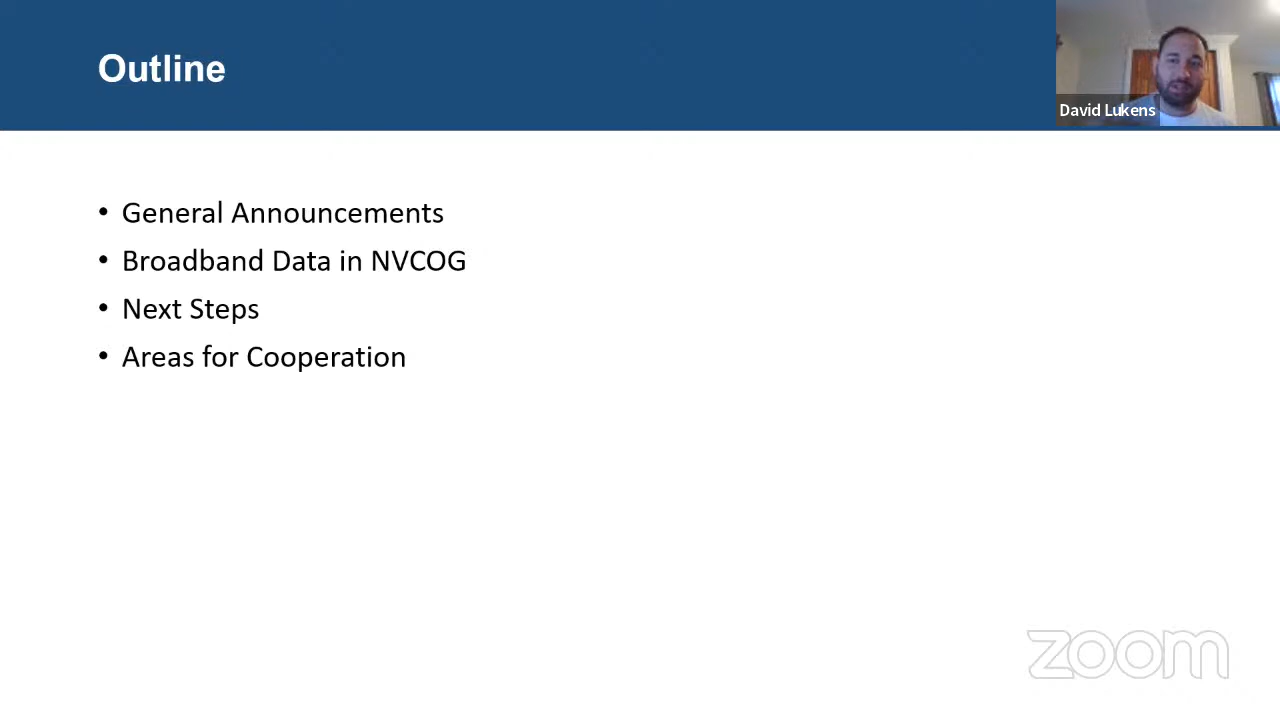 Outline
David Lukens
• General Announcements
• Broadband Data in NVCOG
• Next Steps
• Areas for Cooperation
zoom